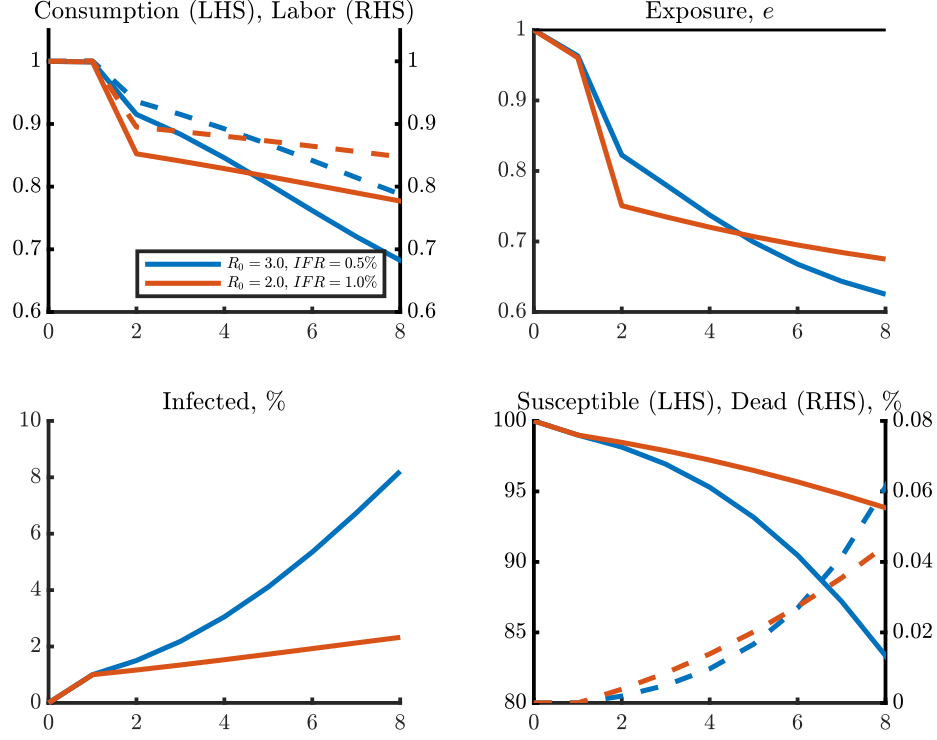 Consumption (LHS), Labor (RHS)
1 1
0.9 0.9
0.8 0.8
0.7 0.7
0.6 0.6
R₀ = 3.0, IFR = 0.5%
R₀ = 2.0, IFR = 1.0%
0 2 4 6 8
Exposure, e
1
0.9
0.8
0.7
0.6
0 2 4 6 8
Infected, %
10
8
6
4
2
0
0 2 4 6 8
Susceptible (LHS), Dead (RHS), %
100 0.08
95 0.06
90 0.04
85 0.02
80 0
0 2 4 6 8